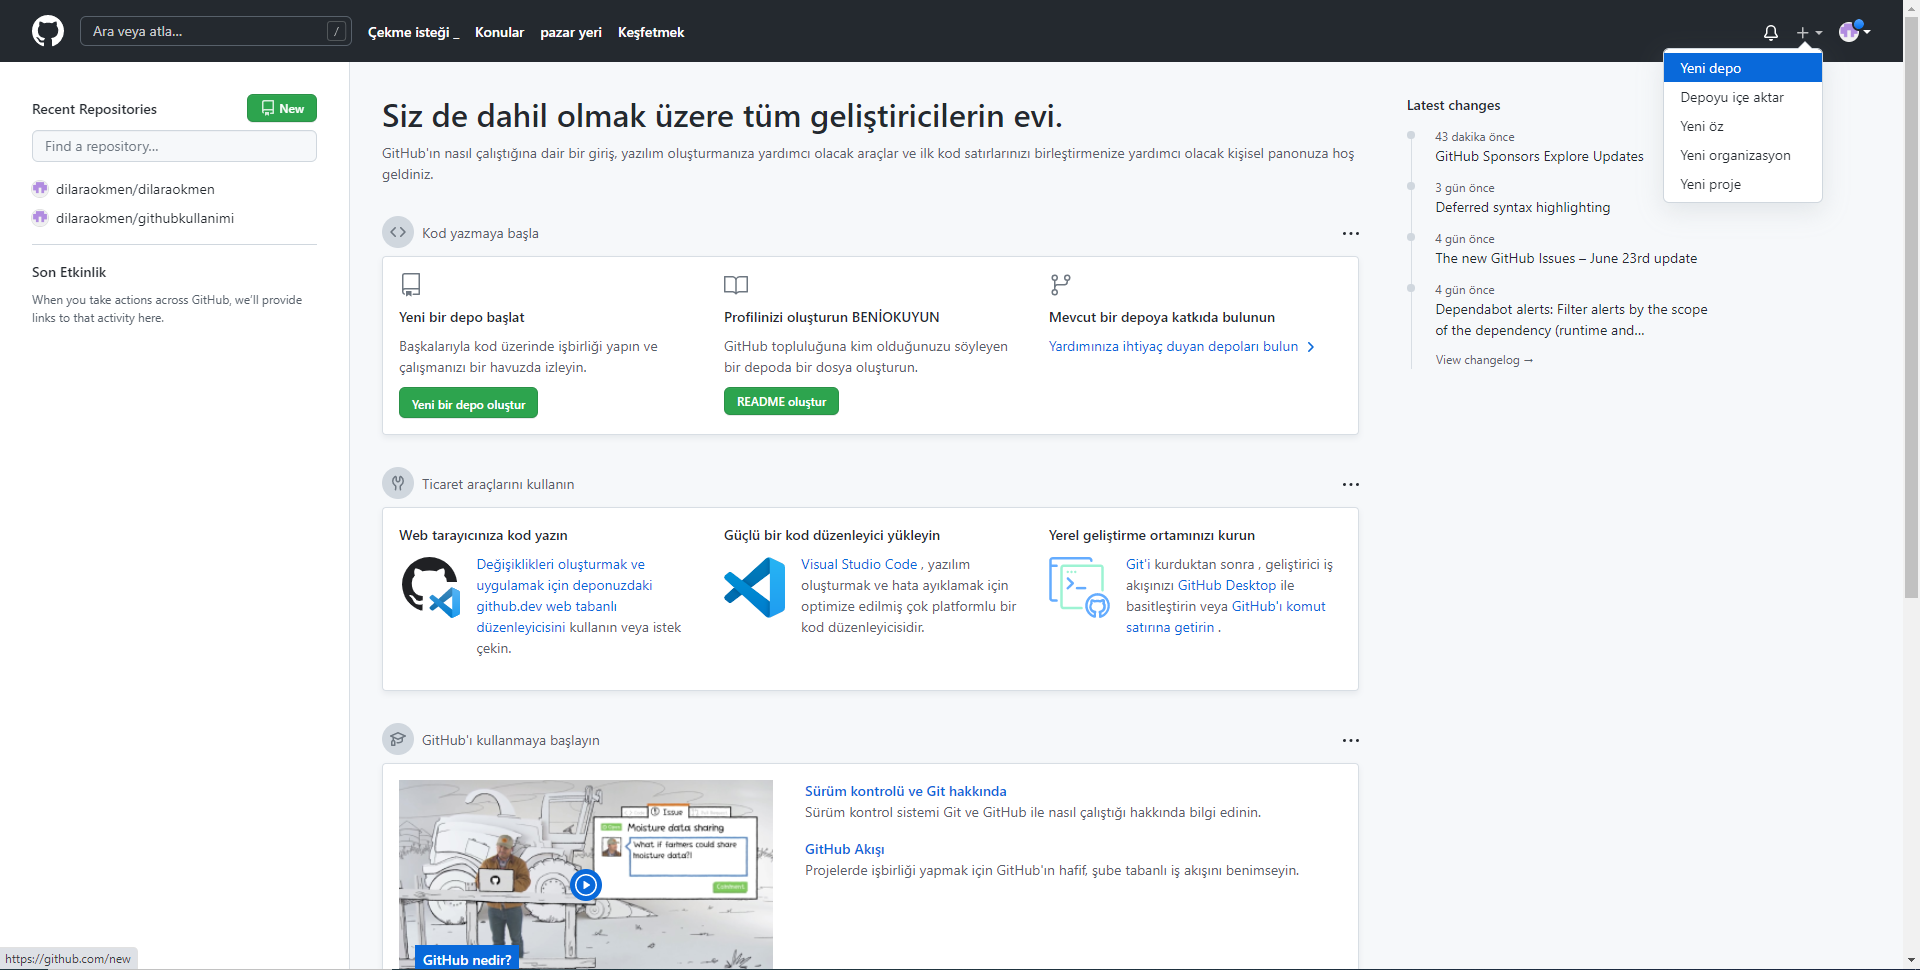 Ara veya atla...
/
Çekme isteği _
Konular
pazar yeri
Keşfetmek
Yeni depo
Depoyu içe aktar
Yeni öz
Yeni organizasyon
Yeni proje
Recent Repositories
New
Find a repository...
dilaraokmen/dilaraokmen
dilaraokmen/githubkullanimi
Son Etkinlik
When you take actions across GitHub, we'll provide
links to that activity here.
Siz de dahil olmak üzere tüm geliştiricilerin evi.
GitHub'ın nasıl çalıştığına dair bir giriş, yazılım oluşturmanıza yardımcı olacak araçlar ve ilk kod satırlarınızı birleştirmenize yardımcı olacak kişisel panonuza hoş
geldiniz.
Kod yazmaya başla
Yeni bir depo başlat
Başkalarıyla kod üzerinde işbirliği yapın ve
çalışmanızı bir havuzda izleyin.
Yeni bir depo oluştur
Profilinizi oluşturun BENİOKUYUN
GitHub topluluğuna kim olduğunuzu söyleyen
bir depoda bir dosya oluşturun.
README oluştur
Mevcut bir depoya katkıda bulunun
Yardımınıza ihtiyaç duyan depoları bulun
Ticaret araçlarını kullanın
Web tarayıcınıza kod yazın
Değişiklikleri oluşturmak ve
uygulamak için deponuzdaki
github.dev web tabanlı
düzenleyicisini kullanın veya istek
çekin.
Güçlü bir kod düzenleyici yükleyin
Visual Studio Code , yazılım
oluşturmak ve hata ayıklamak için
optimize edilmiş çok platformlu bir
kod düzenleyicisidir.
Yerel geliştirme ortamınızı kurun
Git'i kurduktan sonra , geliştirici iş
akışınızı GitHub Desktop ile
basitleştirin veya GitHub'ı komut
satırına getirin .
GitHub'ı kullanmaya başlayın
Issue
Moisture data sharing
What if farmers could share
moisture data?!
Comment
GitHub nedir?
Sürüm kontrolü ve Git hakkında
Sürüm kontrol sistemi Git ve GitHub ile nasıl çalıştığı hakkında bilgi edinin.
GitHub Akışı
Projelerde işbirliği yapmak için GitHub'ın hafif, şube tabanlı iş akışını benimseyin.
Latest changes
43 dakika önce
GitHub Sponsors Explore Updates
3 gün önce
Deferred syntax highlighting
4 gün önce
The new GitHub Issues – June 23rd update
4 gün önce
Dependabot alerts: Filter alerts by the scope
of the dependency (runtime and...
View changelog →
https://github.com/new